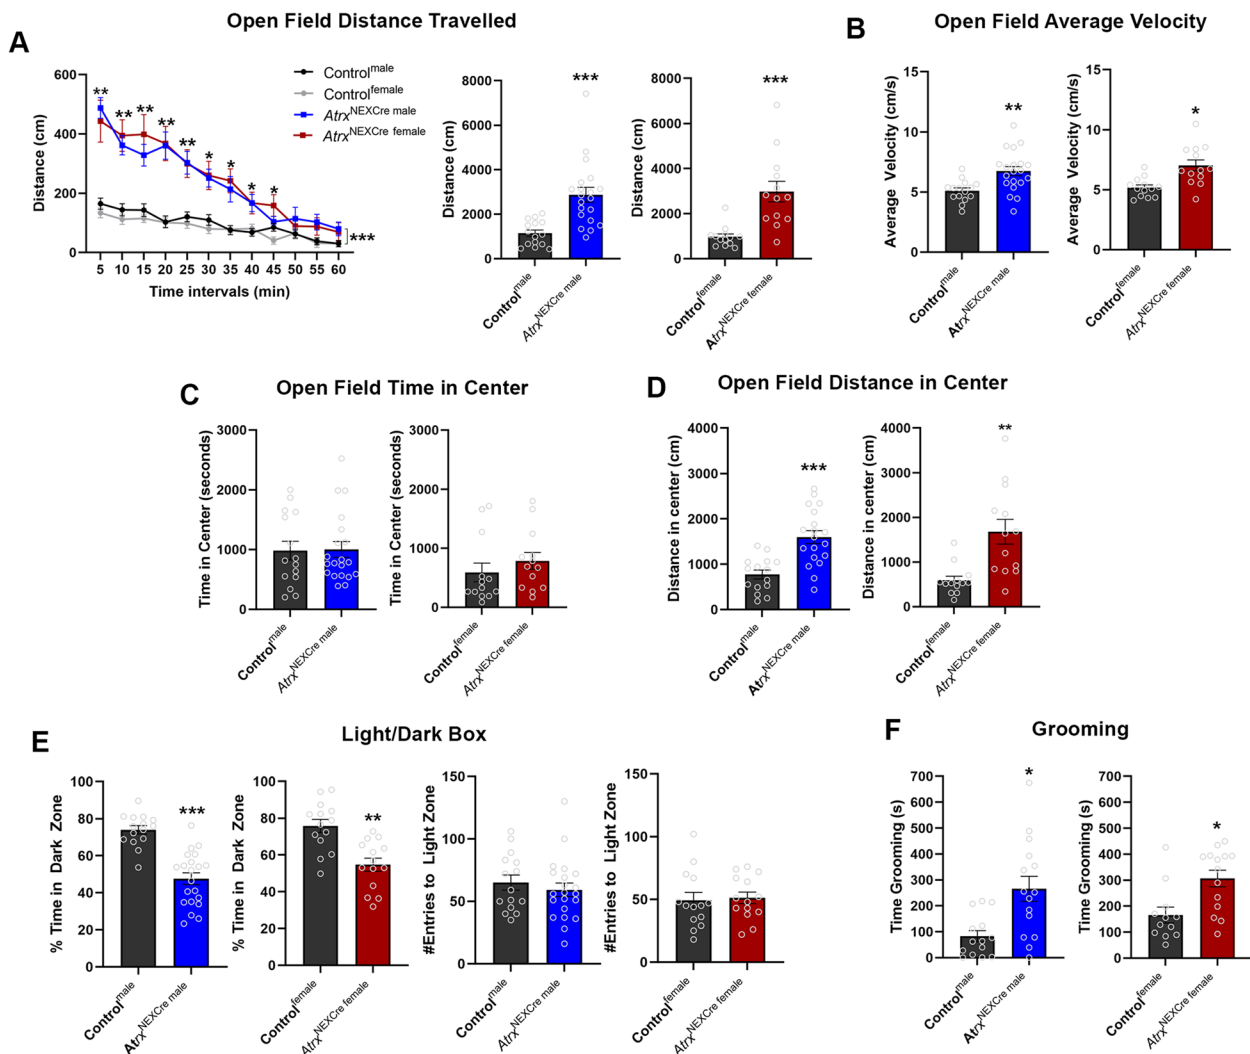 Open Field Distance Travelled
A
Distance (cm)
600
400
200
0
** ** ** ** ** * * * *
***
5 10 15 20 25 30 35 40 45 50 55 60
Time intervals (min)
Control^male
Control^female
Atrx^NEXCre male
Atrx^NEXCre female
Distance (cm)
8000
6000
4000
2000
0
***
Control^male
Atrx^NEXCre male
Distance (cm)
8000
6000
4000
2000
0
***
Control^female
Atrx^NEXCre female
Open Field Average Velocity
B
Average Velocity (cm/s)
15
10
5
0
**
Control^male
Atrx^NEXCre male
Average Velocity (cm/s)
15
10
5
0
*
Control^female
Atrx^NEXCre female
C
Open Field Time in Center
Time in Center (seconds)
3000
2000
1000
0
Control^male
Atrx^NEXCre male
Time in Center (seconds)
3000
2000
1000
0
Control^female
Atrx^NEXCre female
D
Open Field Distance in Center
Distance in center (cm)
4000
3000
2000
1000
0
***
Control^male
Atrx^NEXCre male
Distance in center (cm)
4000
3000
2000
1000
0
**
Control^female
Atrx^NEXCre female
E
Light/Dark Box
% Time in Dark Zone
100
80
60
40
20
0
***
Control^male
Atrx^NEXCre male
% Time in Dark Zone
100
80
60
40
20
0
**
Control^female
Atrx^NEXCre female
#Entries to Light Zone
150
100
50
0
Control^male
Atrx^NEXCre male
#Entries to Light Zone
150
100
50
0
Control^female
Atrx^NEXCre female
F
Grooming
Time Grooming (s)
700
600
500
400
300
200
100
0
*
Control^male
Atrx^NEXCre male
Time Grooming (s)
700
600
500
400
300
200
100
0
*
Control^female
Atrx^NEXCre female